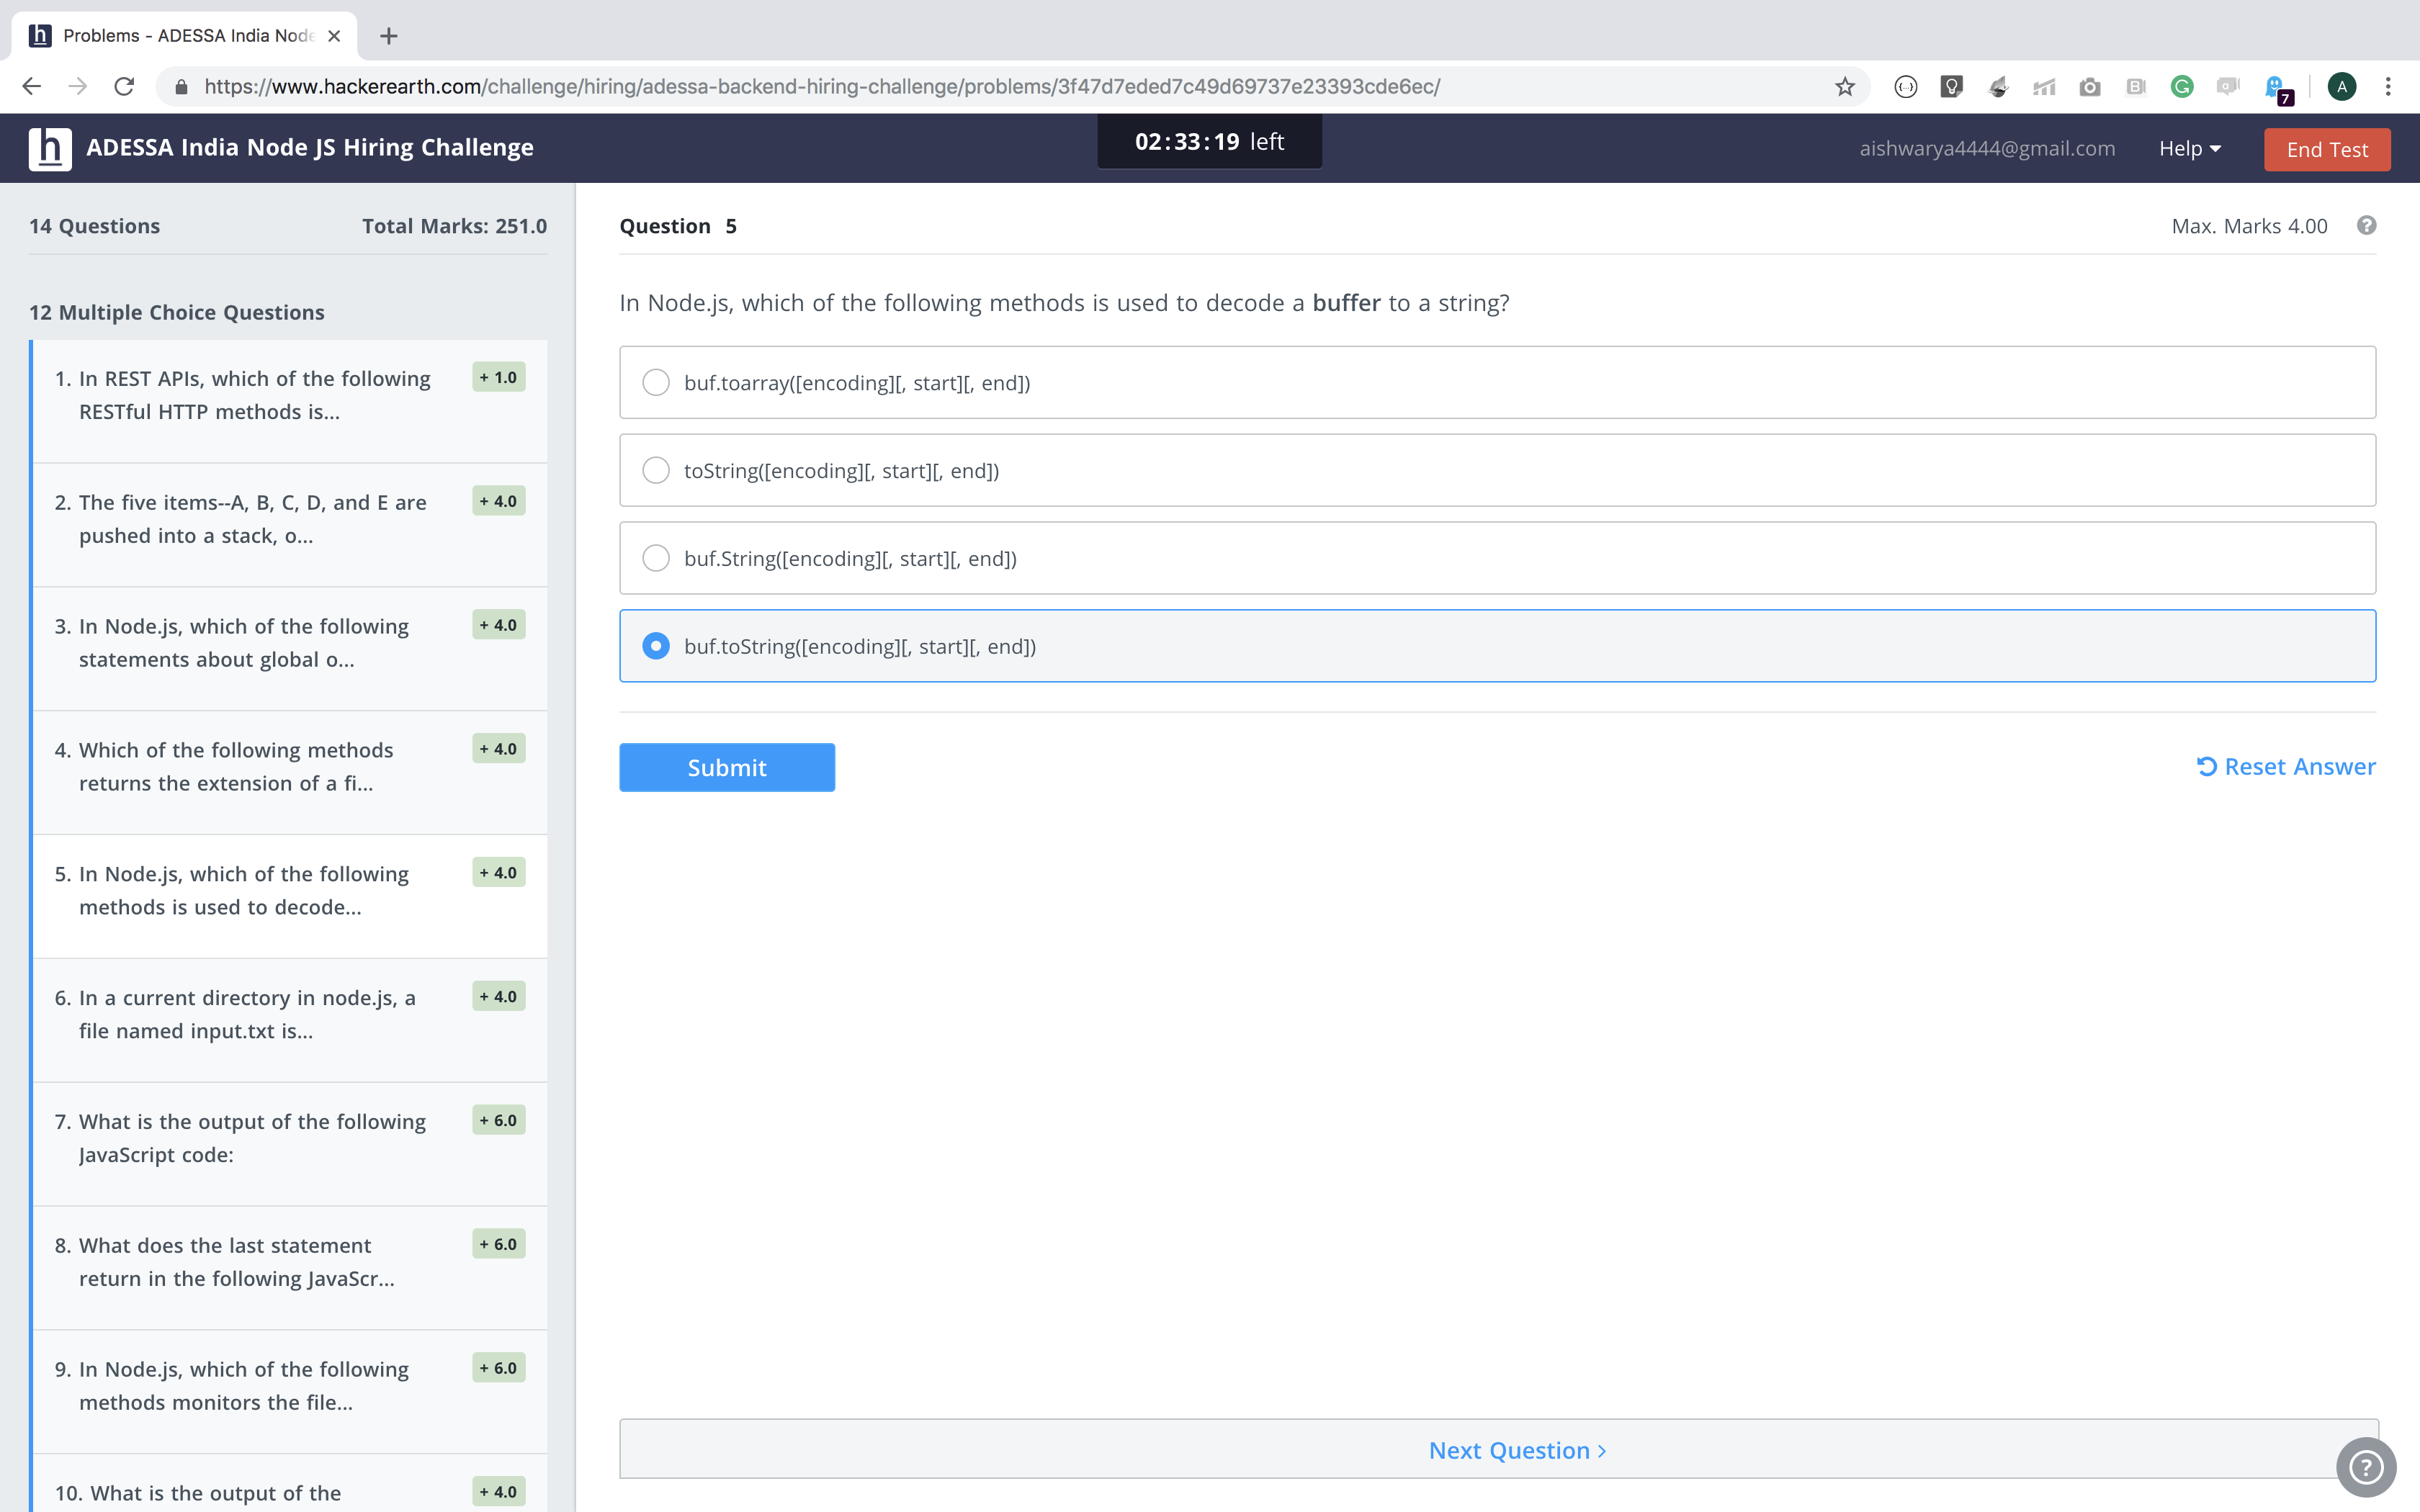 Problems - ADESSA India Node
https://www.hackerearth.com/challenge/hiring/adessa-backend-hiring-challenge/problems/3f47d7eded7c49d69737e23393cde6ec/
7
A
h
ADESSA India Node JS Hiring Challenge
02:33:19 left
aishwarya4444@gmail.com
Help
End Test
14 Questions
Total Marks: 251.0
12 Multiple Choice Questions
1. In REST APIs, which of the following
RESTful HTTP methods is...
+ 1.0
2. The five items--A, B, C, D, and E are
pushed into a stack, o...
+ 4.0
3. In Node.js, which of the following
statements about global o...
+ 4.0
4. Which of the following methods
returns the extension of a fi...
+ 4.0
5. In Node.js, which of the following
methods is used to decode...
+ 4.0
6. In a current directory in node.js, a
file named input.txt is...
+ 4.0
7. What is the output of the following
JavaScript code:
+ 6.0
8. What does the last statement
return in the following JavaScr...
+ 6.0
9. In Node.js, which of the following
methods monitors the file...
+ 6.0
10. What is the output of the
+ 4.0
Question 5
Max. Marks 4.00
?
In Node.js, which of the following methods is used to decode a buffer to a string?
buf.toarray([encoding][, start][, end])
toString([encoding][, start][, end])
buf.String([encoding][, start][, end])
buf.toString([encoding][, start][, end])
Submit
Reset Answer
Next Question >
?